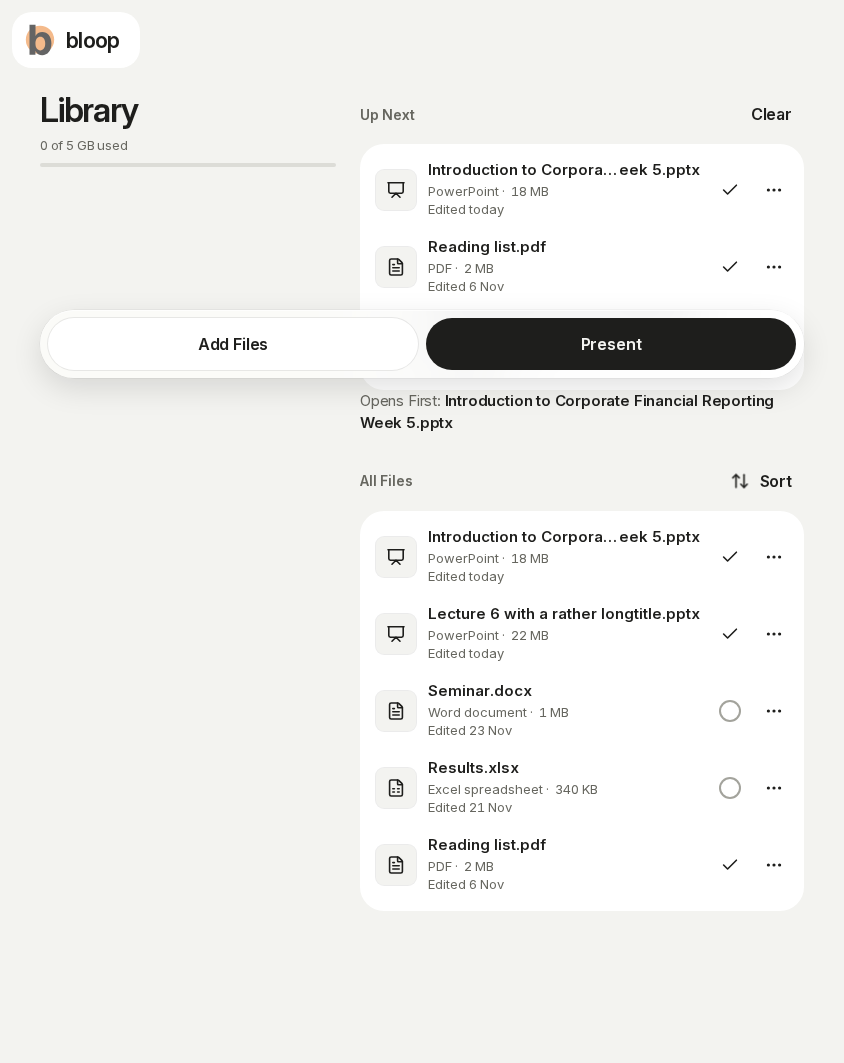 bloop
Library
0 of 5 GB used
Up Next
Clear
Introduction to Corpora…eek 5.pptx
PowerPoint · 18 MB
Edited today
Reading list.pdf
PDF · 2 MB
Edited 6 Nov
Add Files
Present
Opens First: Introduction to Corporate Financial Reporting
Week 5.pptx
All Files
Sort
Introduction to Corpora…eek 5.pptx
PowerPoint · 18 MB
Edited today
Lecture 6 with a rather longtitle.pptx
PowerPoint · 22 MB
Edited today
Seminar.docx
Word document · 1 MB
Edited 23 Nov
Results.xlsx
Excel spreadsheet · 340 KB
Edited 21 Nov
Reading list.pdf
PDF · 2 MB
Edited 6 Nov